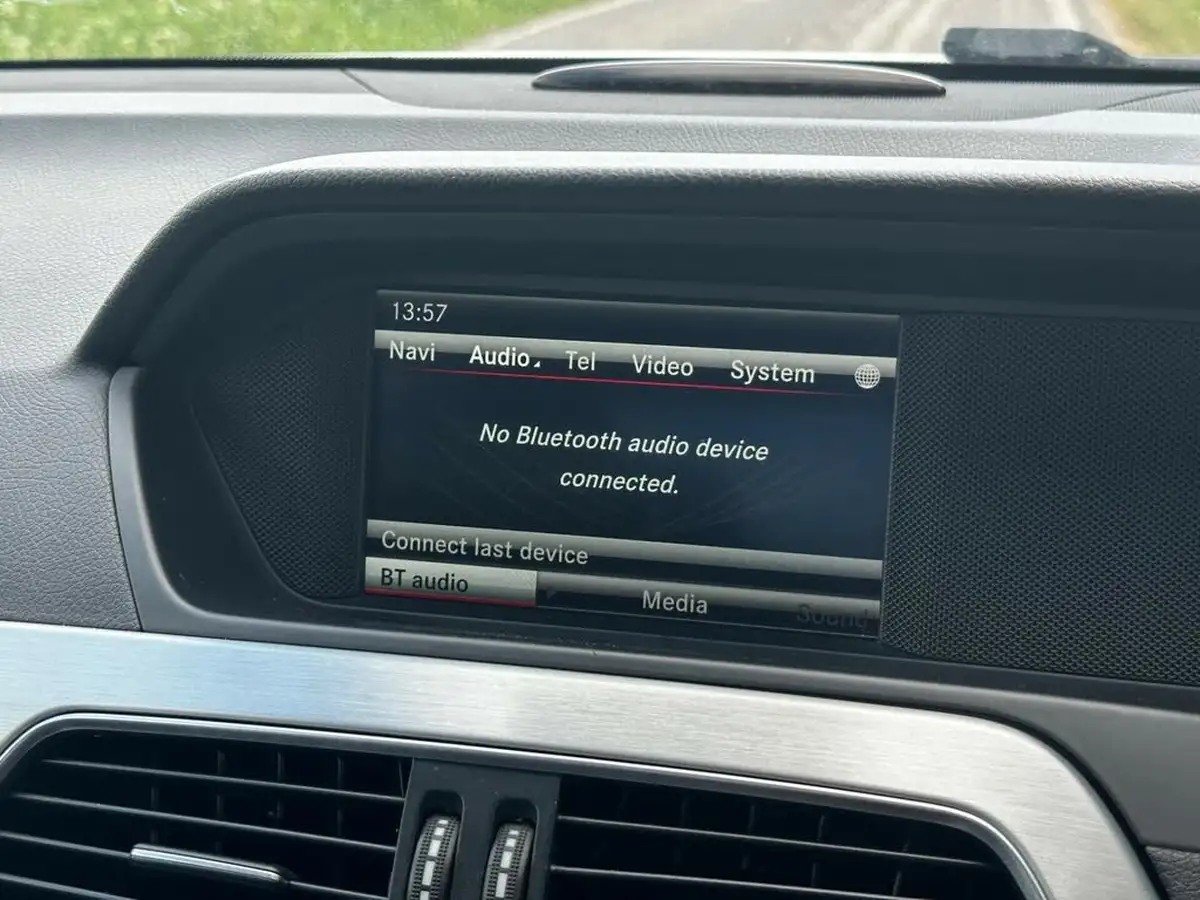 13:57
Navi Audio Tel Video System
No Bluetooth audio device
connected.
Connect last device
BT audio Media Sound